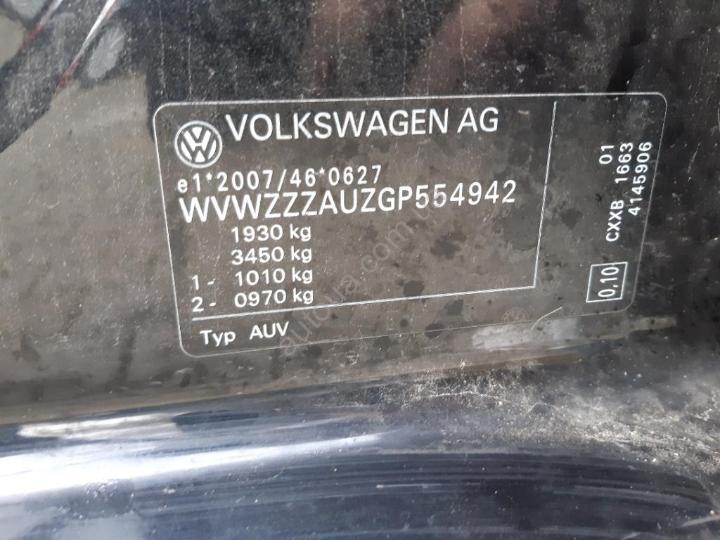 VOLKSWAGEN AG
e1*2007/46*0627
WVWZZZAUZGP554942
1930 kg
3450 kg
1 - 1010 kg
2 - 0970 kg
Typ AUV
01
CXXB 1663
4145906
0,10